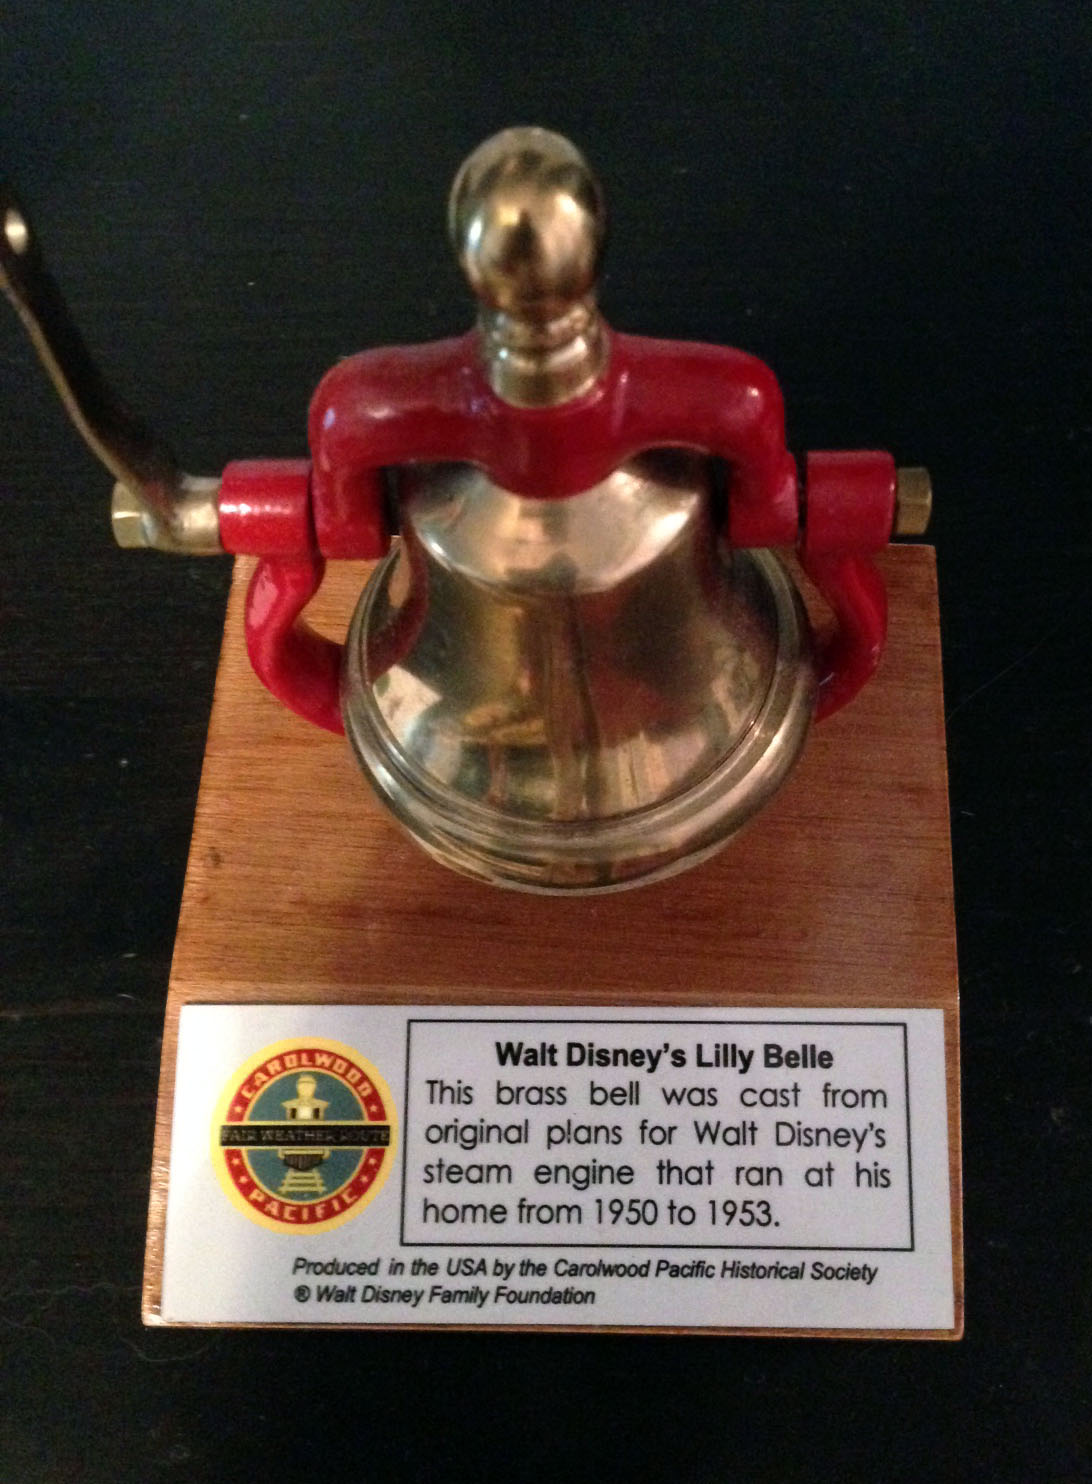 CAROLWOOD
FAIR WEATHER ROUTE
PACIFIC
Walt Disney's Lilly Belle
This brass bell was cast from
original plans for Walt Disney's
steam engine that ran at his
home from 1950 to 1953.
Produced in the USA by the Carolwood Pacific Historical Society
® Walt Disney Family Foundation